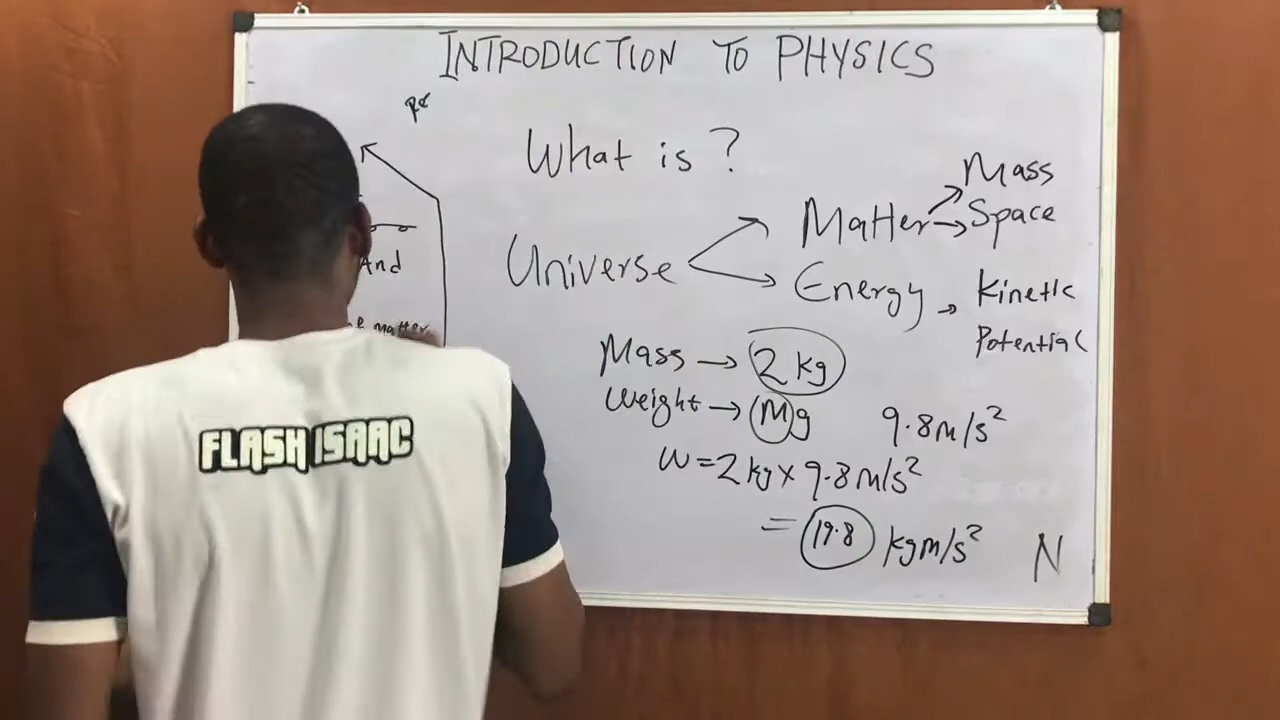 INTRODUCTION TO PHYSICS
What is ?
Universe
Matter
Mass
Space
Energy
Kinetic
Potential
And
matter
Mass → 2 kg
Weight → Mg 9.8m/s²
W = 2 kg x 9.8 m/s²
= 19.8 kgm/s² N
FLASH ISAAC